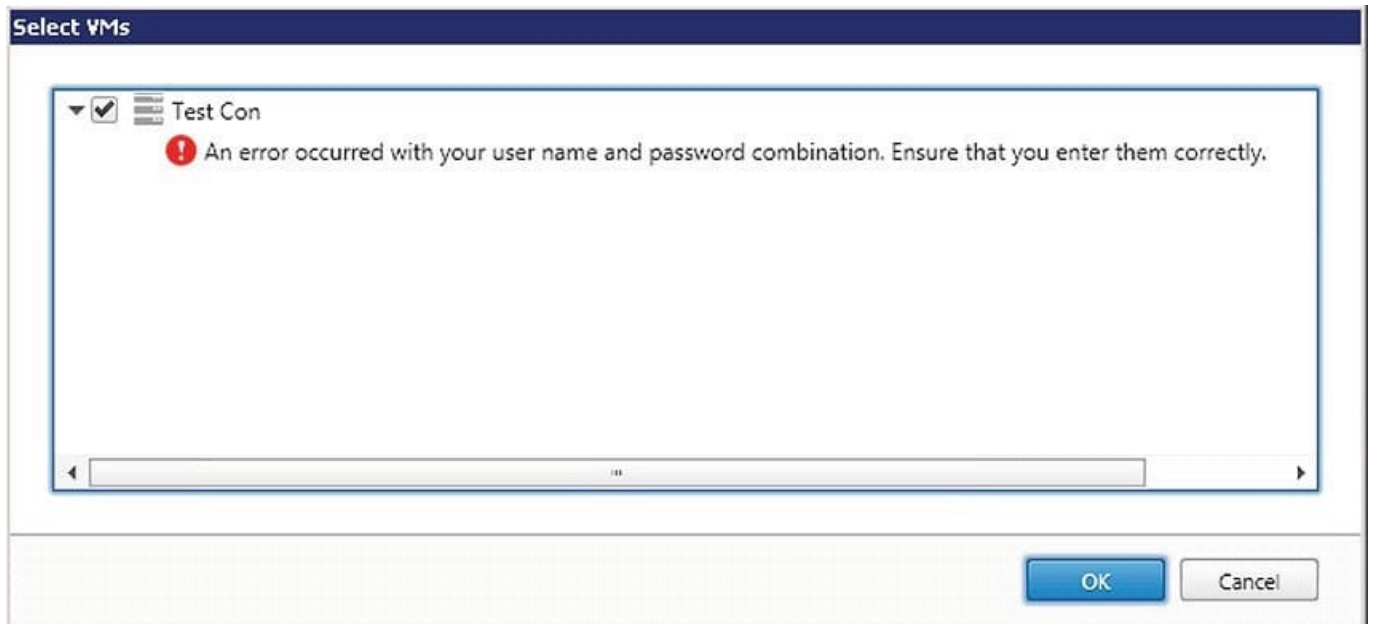 Select VMs
Test Con
An error occurred with your user name and password combination. Ensure that you enter them correctly.
OK
Cancel